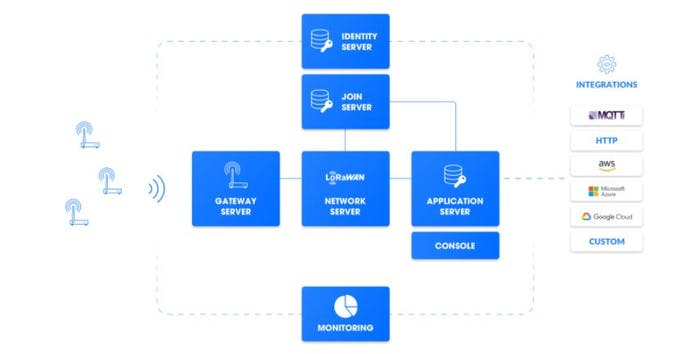 IDENTITY
SERVER
JOIN
SERVER
INTEGRATIONS
MQTT
HTTP
aws
Microsoft
Azure
Google Cloud
CUSTOM
GATEWAY
SERVER
LoRaWAN
NETWORK
SERVER
APPLICATION
SERVER
CONSOLE
MONITORING